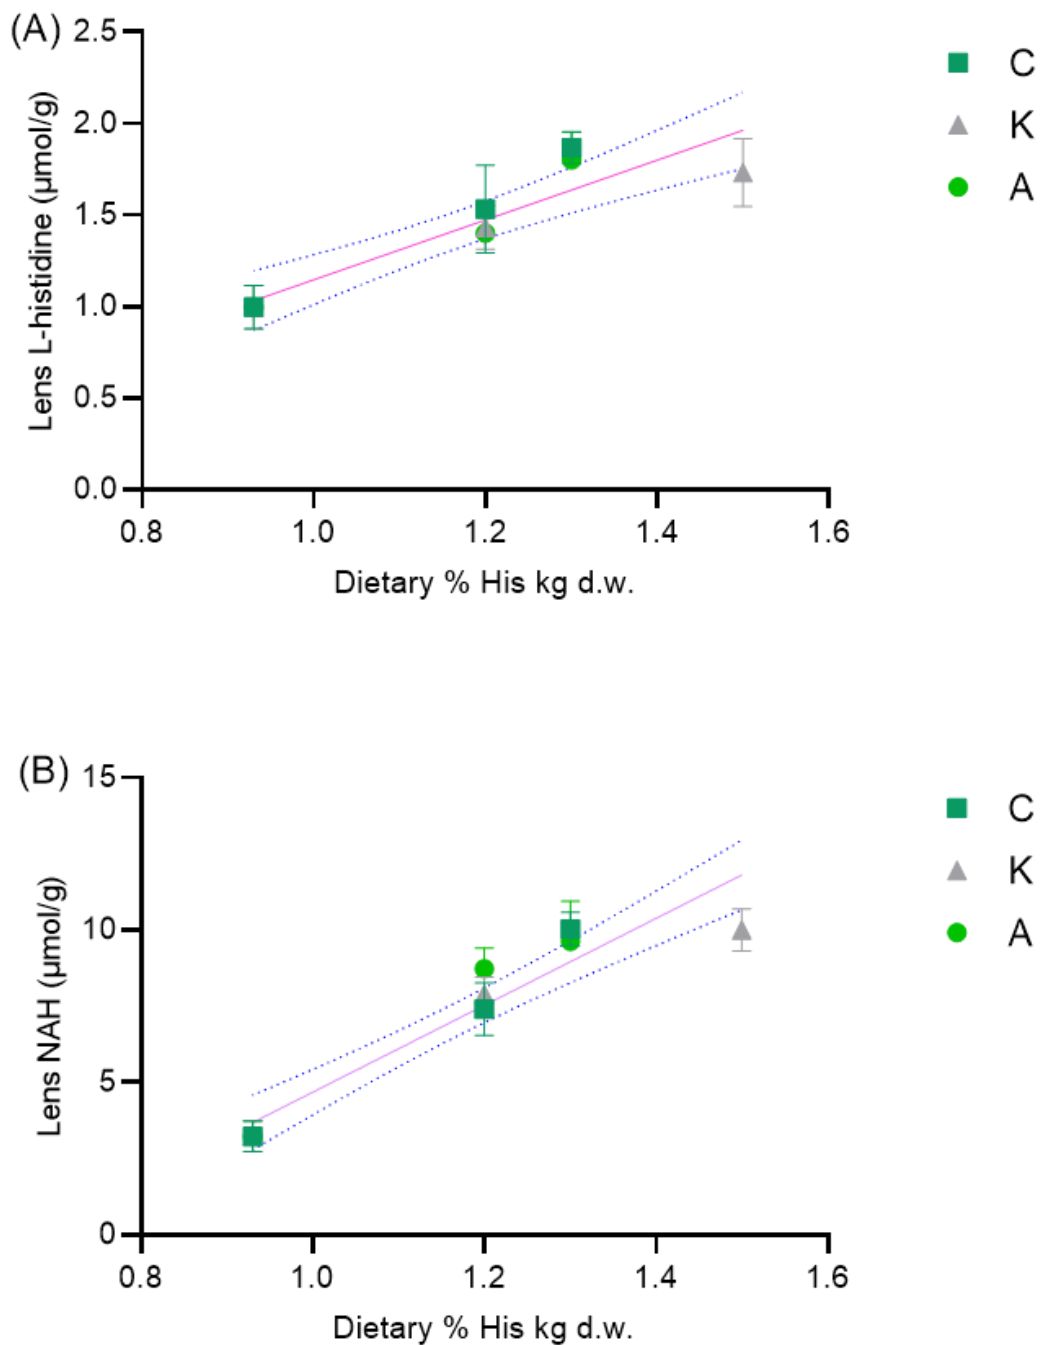 (A)
2.5
2.0
1.5
1.0
0.5
0.0
Lens L-histidine (μmol/g)
0.8 1.0 1.2 1.4 1.6
Dietary % His kg d.w.
C
K
A
(B)
15
10
5
0
Lens NAH (μmol/g)
0.8 1.0 1.2 1.4 1.6
Dietary % His kg d.w.
C
K
A